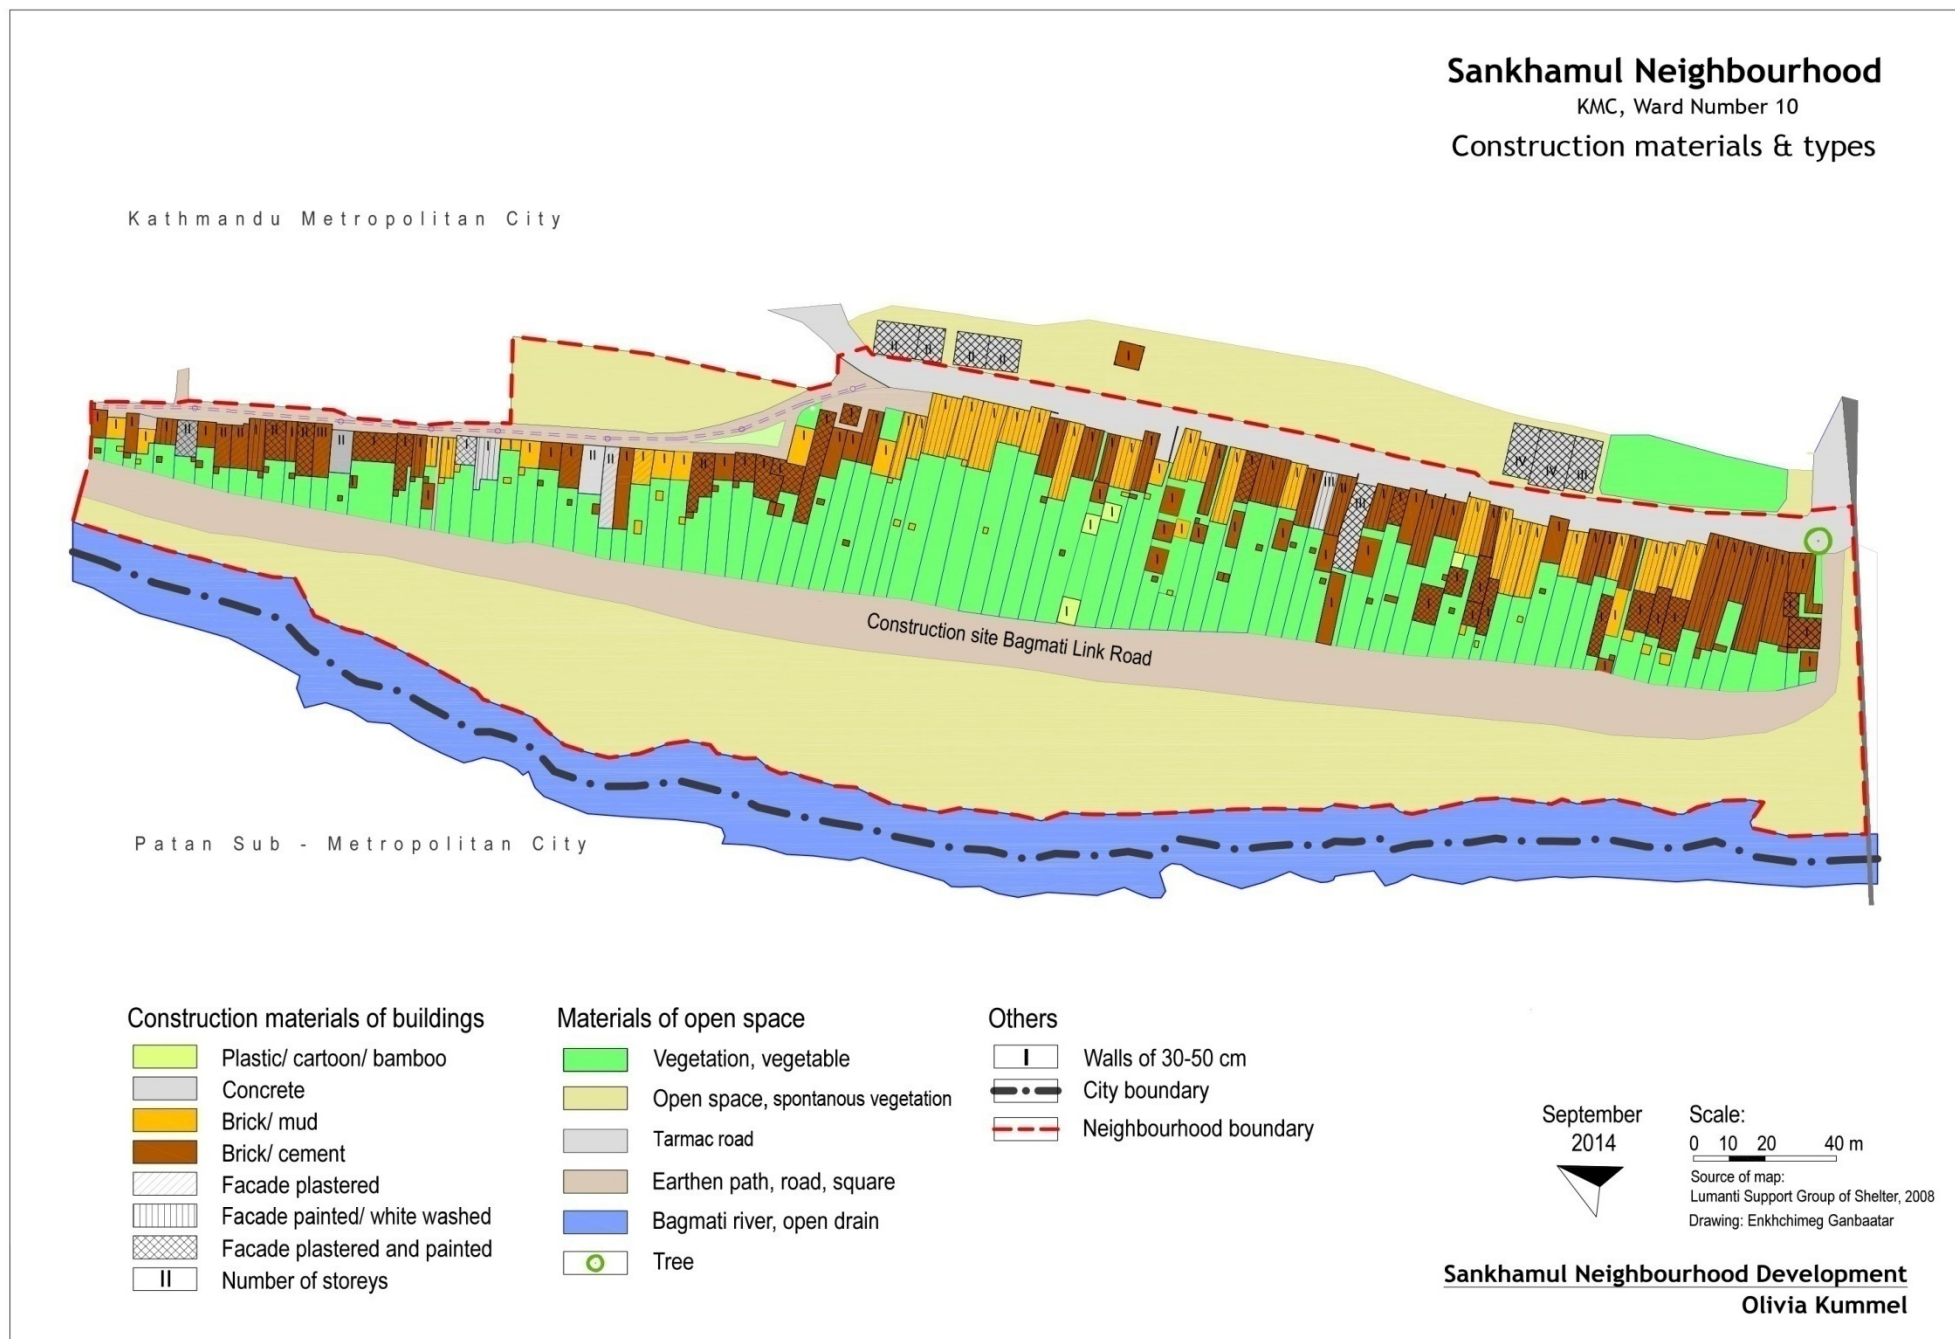 Sankhamul Neighbourhood
KMC, Ward Number 10
Construction materials & types
Kathmandu Metropolitan City
Construction site Bagmati Link Road
Patan Sub - Metropolitan City
Construction materials of buildings
Plastic/ cartoon/ bamboo
Concrete
Brick/ mud
Brick/ cement
Facade plastered
Facade painted/ white washed
Facade plastered and painted
II Number of storeys
Materials of open space
Vegetation, vegetable
Open space, spontanous vegetation
Tarmac road
Earthen path, road, square
Bagmati river, open drain
Tree
Others
Walls of 30-50 cm
City boundary
Neighbourhood boundary
September
2014
Scale:
0 10 20 40 m
Source of map:
Lumanti Support Group of Shelter, 2008
Drawing: Enkhchimeg Ganbaatar
Sankhamul Neighbourhood Development
Olivia Kummel